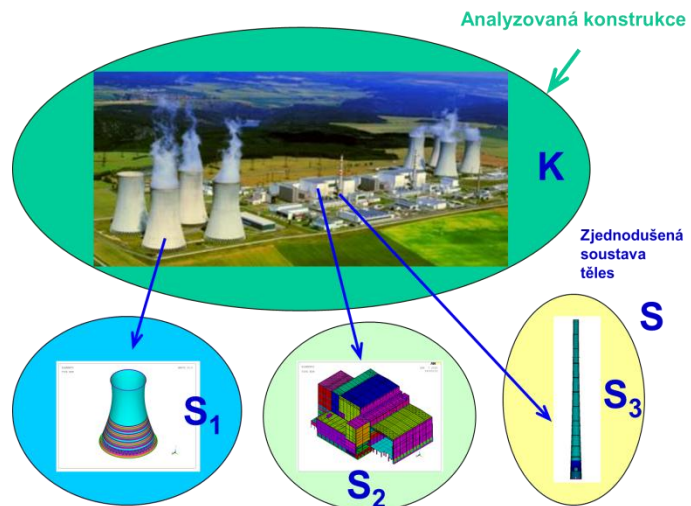 Analyzovaná konstrukce
K
Zjednodušená
soustava
těles
S
S1
S2
S3